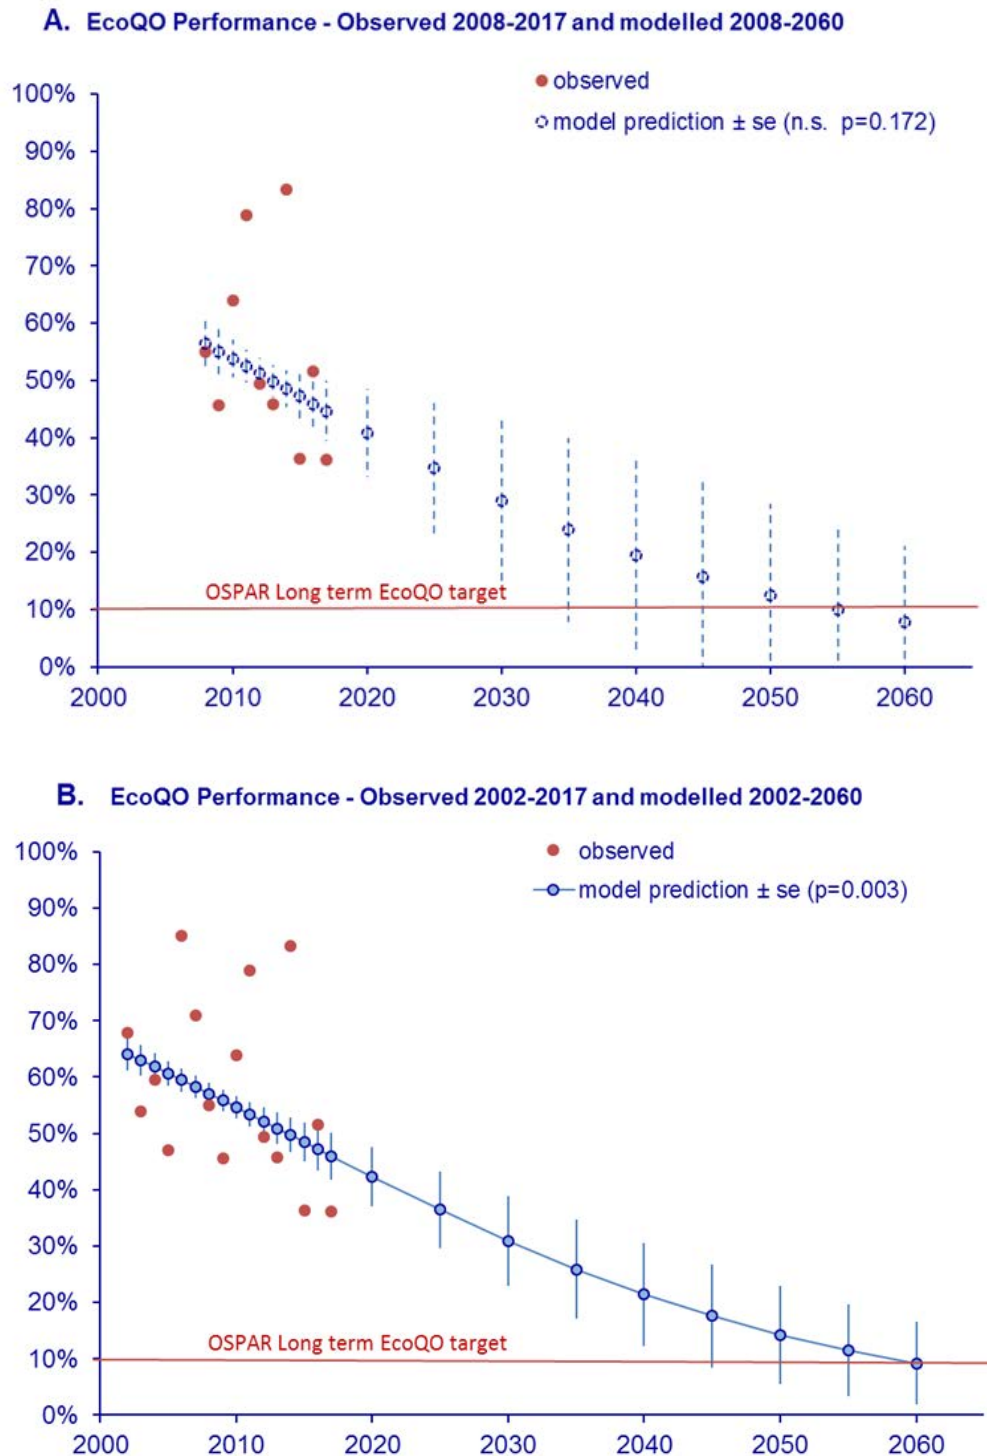 A. EcoQO Performance - Observed 2008-2017 and modelled 2008-2060
observed
model prediction ± se (n.s. p=0.172)
100%
90%
80%
70%
60%
50%
40%
30%
20%
10%
0%
OSPAR Long term EcoQO target
2000 2010 2020 2030 2040 2050 2060
B. EcoQO Performance - Observed 2002-2017 and modelled 2002-2060
observed
model prediction ± se (p=0.003)
100%
90%
80%
70%
60%
50%
40%
30%
20%
10%
0%
OSPAR Long term EcoQO target
2000 2010 2020 2030 2040 2050 2060